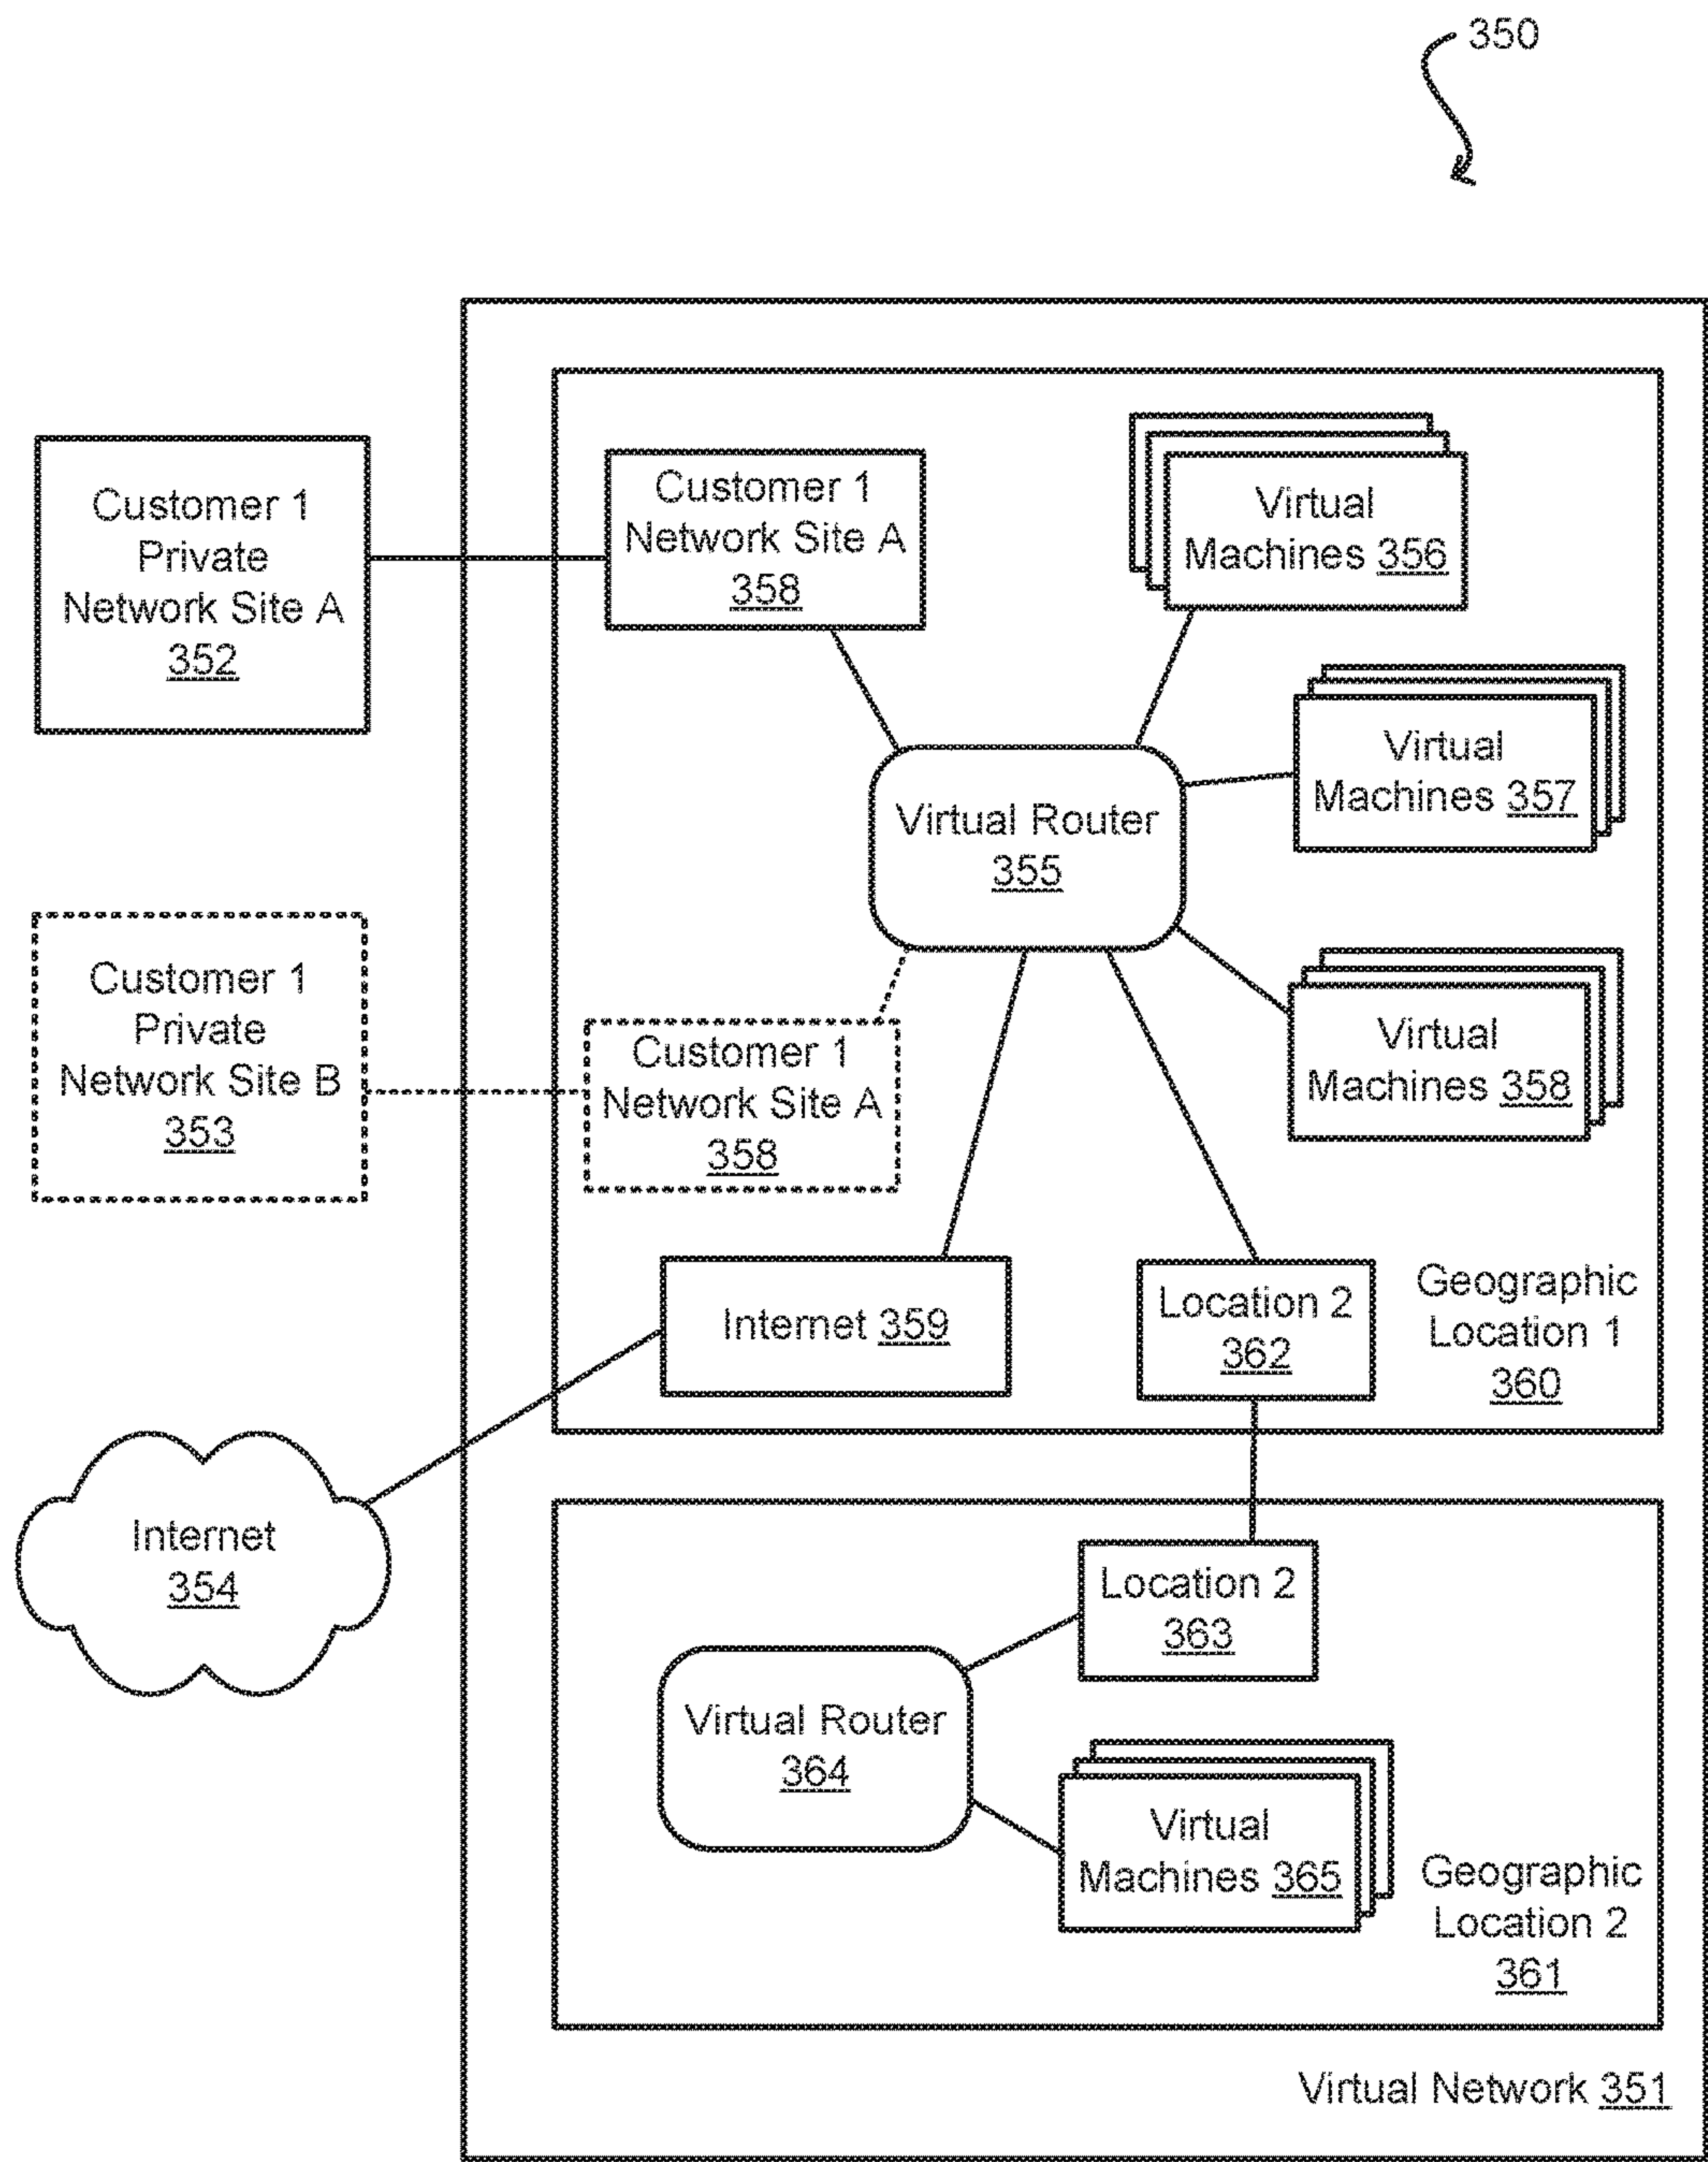 350
Customer 1
Private
Network Site A
352
Customer 1
Network Site A
358
Virtual
Machines 356
Virtual
Machines 357
Virtual Router
355
Customer 1
Private
Network Site B
353
Customer 1
Network Site A
358
Virtual
Machines 358
Internet 359
Location 2
362
Geographic
Location 1
360
Internet
354
Location 2
363
Virtual Router
364
Virtual
Machines 365
Geographic
Location 2
361
Virtual Network 351